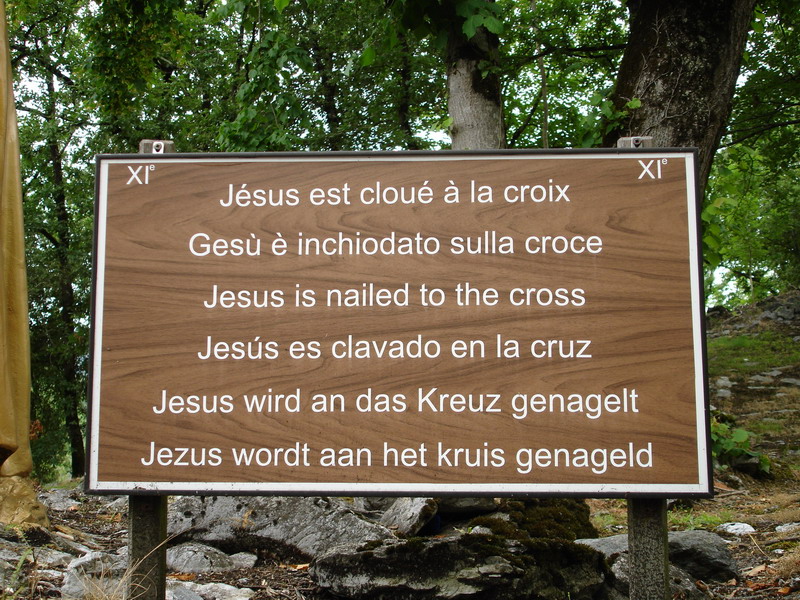 XIe XIe
Jésus est cloué à la croix
Gesù è inchiodato sulla croce
Jesus is nailed to the cross
Jesús es clavado en la cruz
Jesus wird an das Kreuz genagelt
Jezus wordt aan het kruis genageld